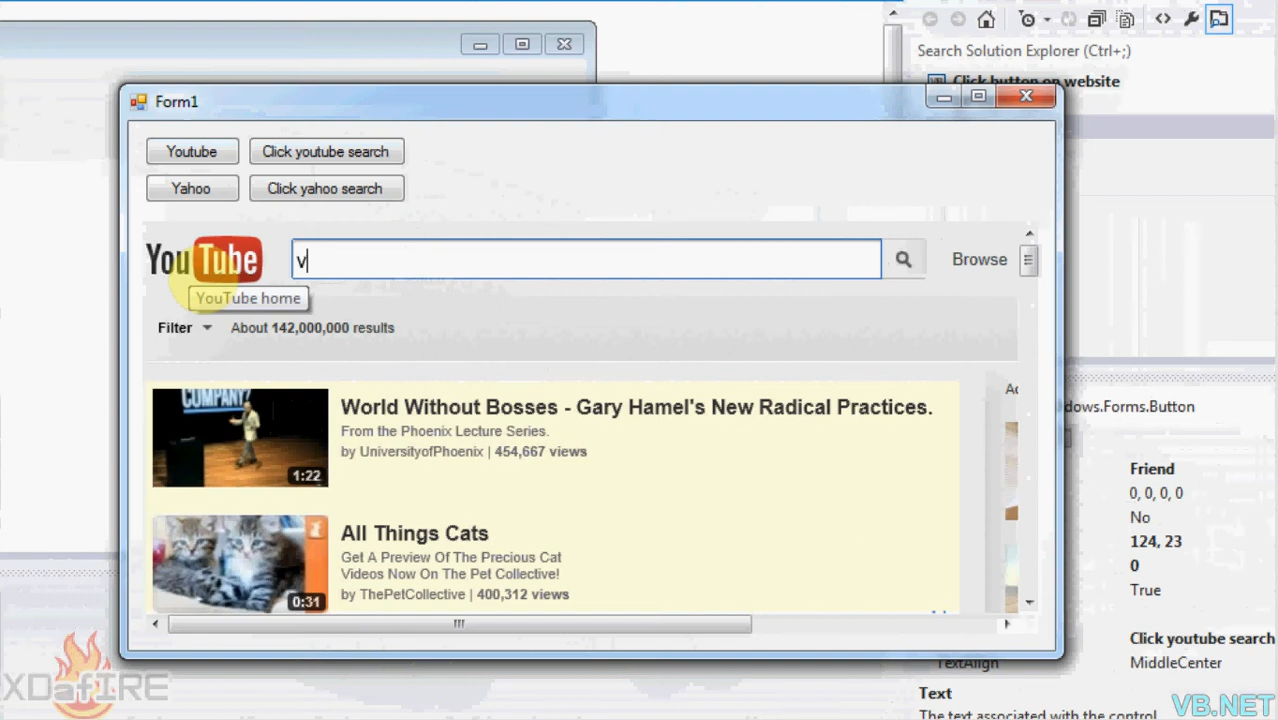 Search Solution Explorer (Ctrl+;)
Click button on website
Form1
Youtube
Click youtube search
Yahoo
Click yahoo search
YouTube
v
Browse
YouTube home
Filter
About 142,000,000 results
COMPANY?
1:22
World Without Bosses - Gary Hamel's New Radical Practices.
From the Phoenix Lecture Series.
by UniversityofPhoenix | 454,667 views
0:31
All Things Cats
Get A Preview Of The Precious Cat
Videos Now On The Pet Collective!
by ThePetCollective | 400,312 views
dows.Forms.Button
Friend
0, 0, 0, 0
No
124, 23
0
True
Click youtube search
TextAlign
MiddleCenter
Text
The text associated with the control.
XDafIRE
VB.NET